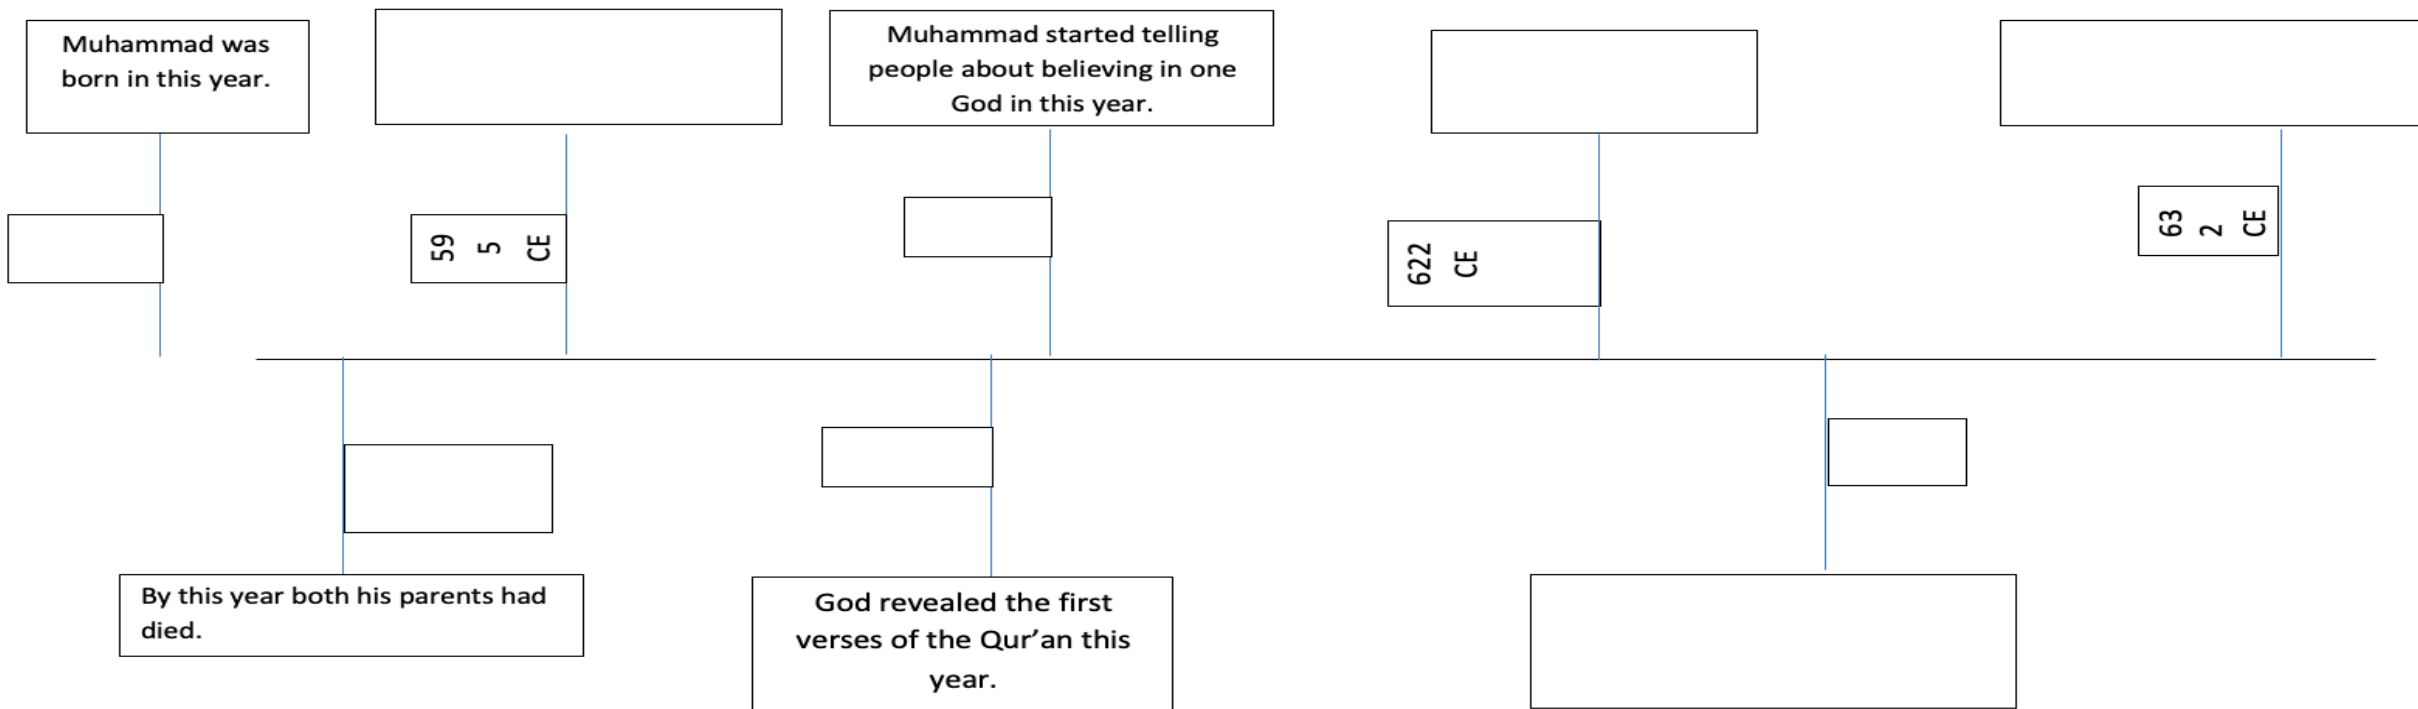 Muhammad was
born in this year.
Muhammad started telling
people about believing in one
God in this year.
59
5
CE
622
CE
63
2
CE
By this year both his parents had
died.
God revealed the first
verses of the Qur’an this
year.